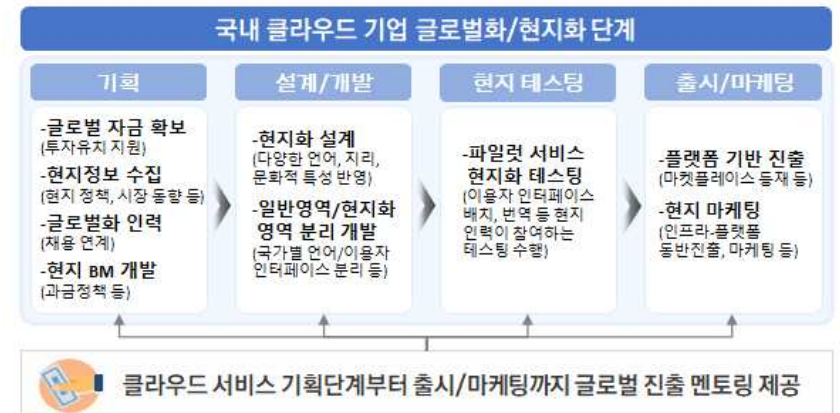 국내 클라우드 기업 글로벌화/현지화 단계
기획
-글로벌 자금 확보
(투자유치 지원)
-현지정보 수집
(현지 정책, 시장 동향 등)
-글로벌화 인력
(채용 연계)
-현지 BM 개발
(과금정책 등)
설계/개발
-현지화 설계
(다양한 언어, 지리,
문화적 특성 반영)
-일반영역/현지화
영역 분리 개발
(국가별 언어/이용자
인터페이스 분리 등)
현지 테스팅
-파일럿 서비스
현지화 테스팅
(이용자 인터페이스
배치, 번역 등 현지
인력이 참여하는
테스팅 수행)
출시/마케팅
-플랫폼 기반 진출
(마켓플레이스 등재 등)
-현지 마케팅
(인프라-플랫폼
동반진출, 마케팅 등)
클라우드 서비스 기획단계부터 출시/마케팅까지 글로벌 진출 멘토링 제공